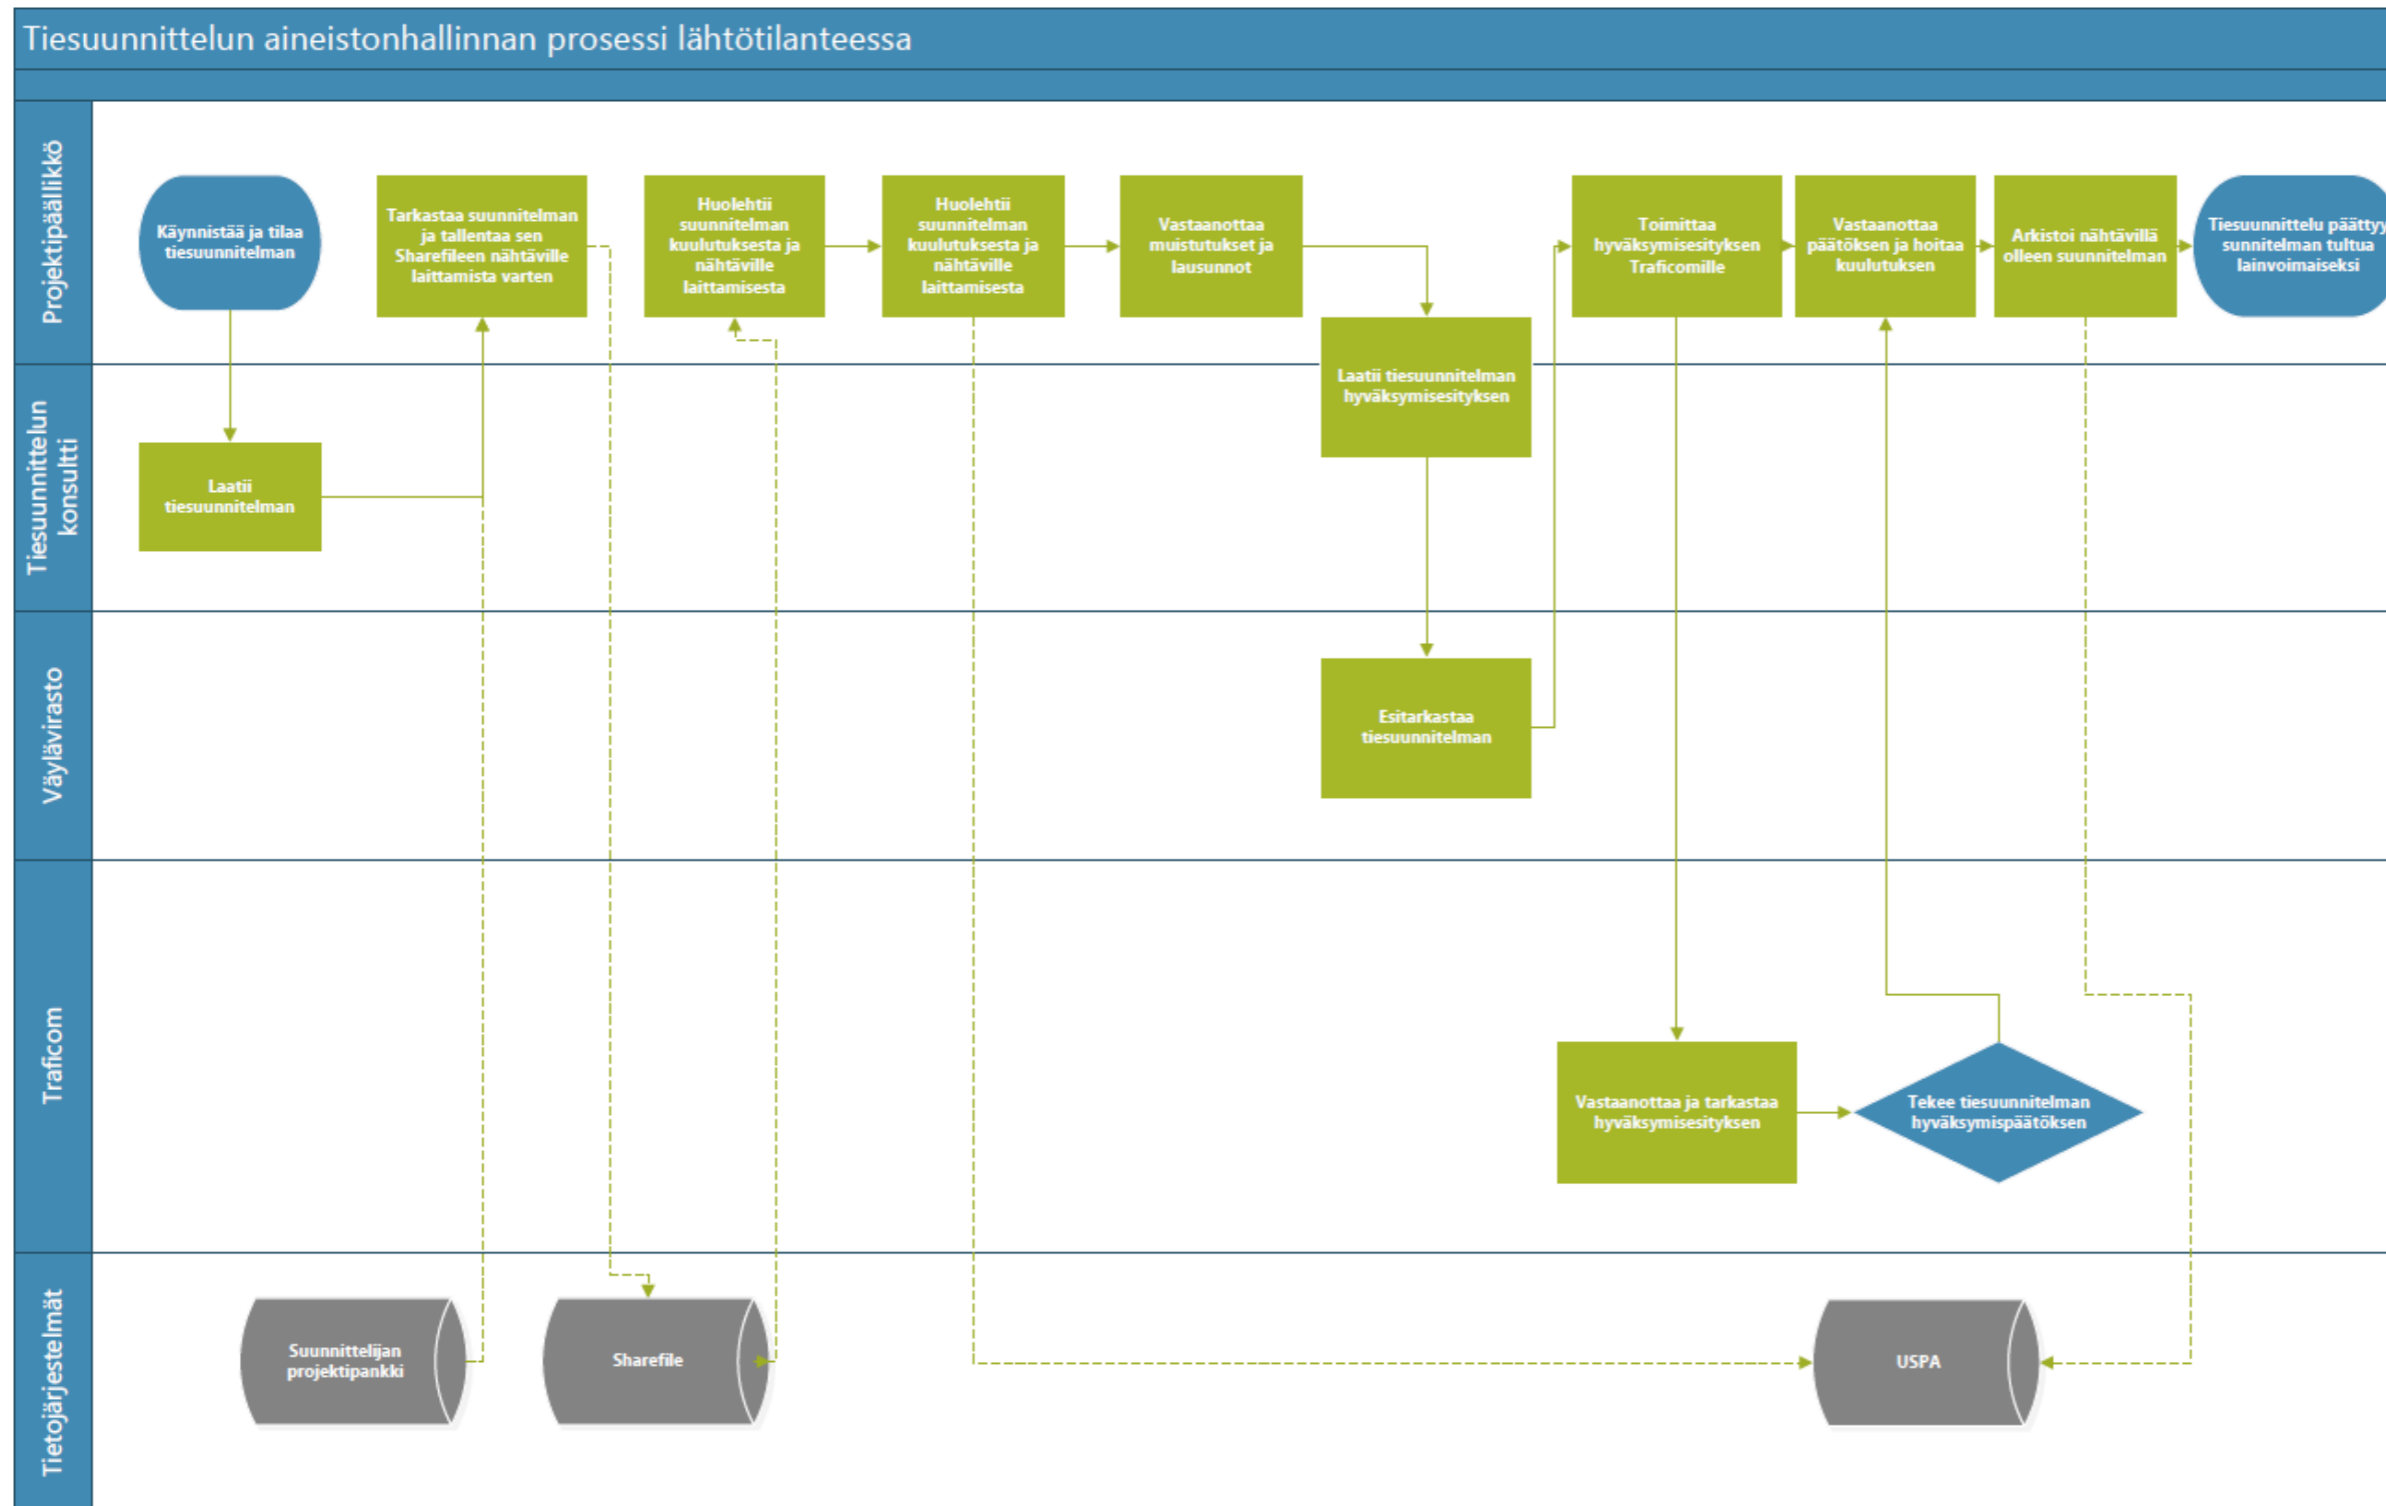 Tiesuunnittelun aineistonhallinnan prosessi lähtötilanteessa
Projektipäällikkö
Käynnistää ja tilaa
tiesuunnitelman
Tarkastaa suunnitelman
ja tallentaa sen
Sharefileen nähtäville
laittamista varten
Huolehtii
suunnitelman
kuulutuksesta ja
nähtäville
laittamisesta
Huolehtii
suunnitelman
kuulutuksesta ja
nähtäville
laittamisesta
Vastaanottaa
muistutukset ja
lausunnot
Toimittaa
hyväksymisesityksen
Traficomille
Vastaanottaa
päätöksen ja hoitaa
kuulutuksen
Arkistoi nähtävillä
olleen suunnitelman
Tiesuunnittelu päättyy
sunnitelman tultua
lainvoimaiseksi
Tiesuunnittelun
konsultti
Laatii tiesuunnitelman
hyväksymisesityksen
Laatii
tiesuunnitelman
Väylävirasto
Esitarkastaa
tiesuunnitelman
Traficom
Vastaanottaa ja tarkastaa
hyväksymisesityksen
Tekee tiesuunnitelman
hyväksymispäätöksen
Tietojärjestelmät
Suunnittelijan
projektipankki
Sharefile
USPA